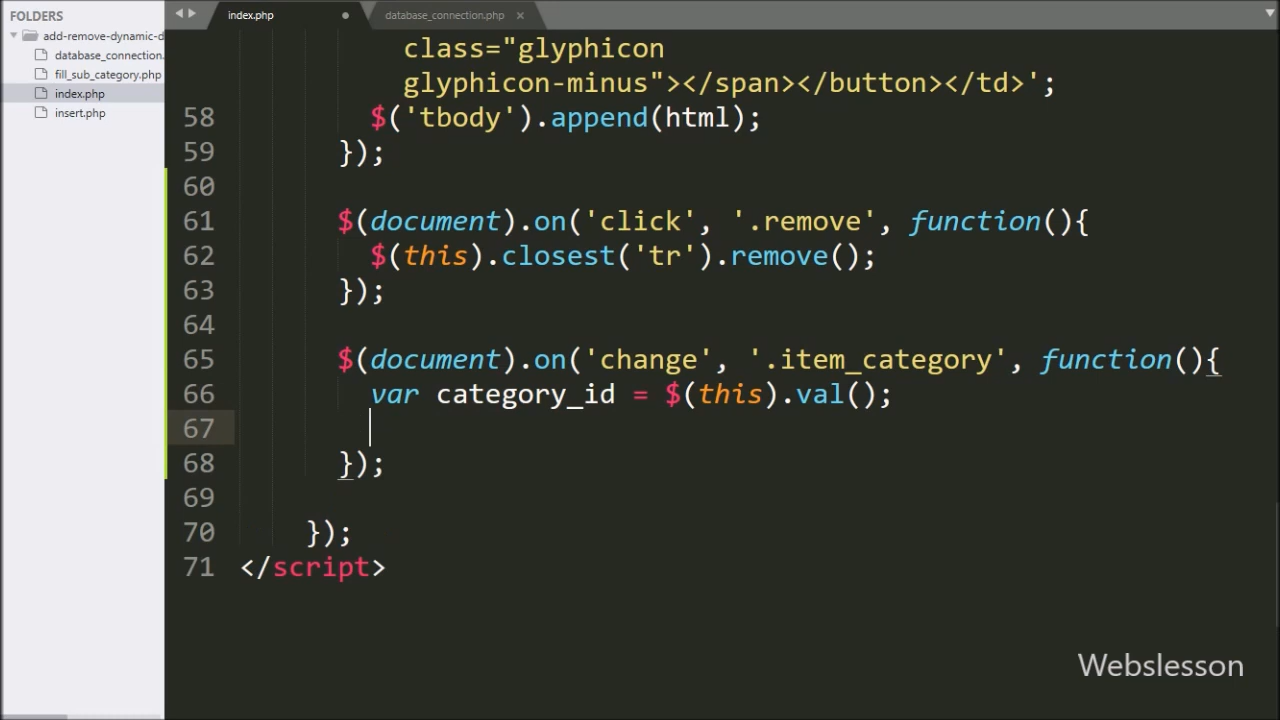 FOLDERS
add-remove-dynamic-d
database_connection.
fill_sub_category.php
index.php
insert.php
index.php
database_connection.php
class="glyphicon
glyphicon-minus"></span></button></td>';
58 $('tbody').append(html);
59 });
60
61 $(document).on('click', '.remove', function(){
62 $(this).closest('tr').remove();
63 });
64
65 $(document).on('change', '.item_category', function(){
66 var category_id = $(this).val();
67
68 });
69
70 });
71 </script>
Webslesson